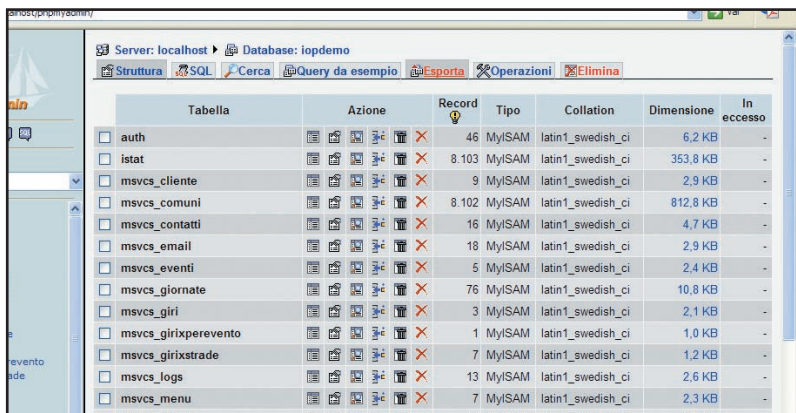 alhost/phpmyadmin/
Vai
Server: localhost Database: iopdemo
Struttura SQL Cerca Query da esempio Esporta Operazioni Elimina
Tabella Azione Record Tipo Collation Dimensione In eccesso
auth 46 MyISAM latin1_swedish_ci 6,2 KB -
istat 8.103 MyISAM latin1_swedish_ci 353,8 KB -
msvcs_cliente 9 MyISAM latin1_swedish_ci 2,9 KB -
msvcs_comuni 8.102 MyISAM latin1_swedish_ci 812,8 KB -
msvcs_contatti 16 MyISAM latin1_swedish_ci 4,7 KB -
msvcs_email 18 MyISAM latin1_swedish_ci 2,9 KB -
msvcs_eventi 5 MyISAM latin1_swedish_ci 2,4 KB -
msvcs_giornate 76 MyISAM latin1_swedish_ci 10,8 KB -
msvcs_giri 3 MyISAM latin1_swedish_ci 2,1 KB -
msvcs_girixperevento 1 MyISAM latin1_swedish_ci 1,0 KB -
msvcs_girixstrade 7 MyISAM latin1_swedish_ci 1,2 KB -
msvcs_logs 13 MyISAM latin1_swedish_ci 2,6 KB -
msvcs_menu 7 MyISAM latin1_swedish_ci 2,3 KB -
min
e
revento
ade